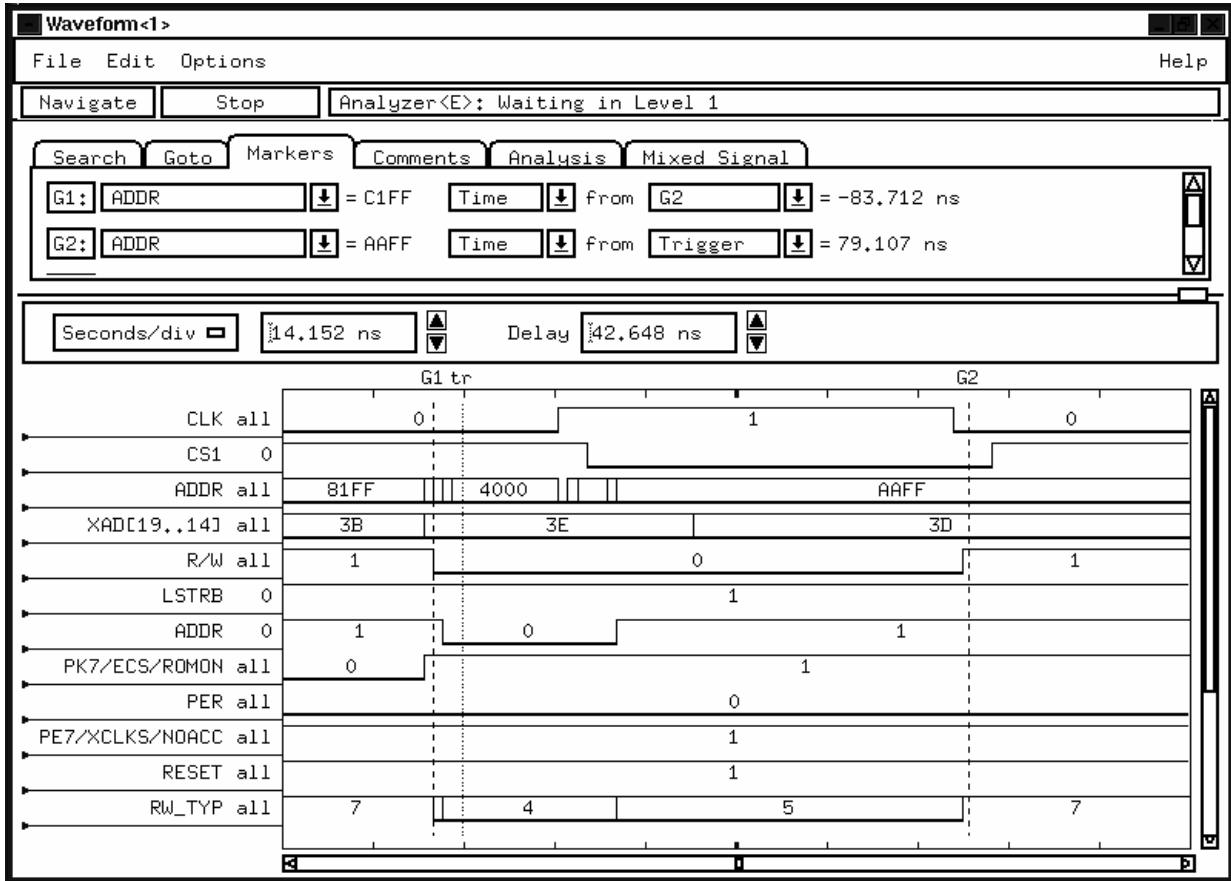 Waveform<1>
File Edit Options Help
Navigate Stop Analyzer<E>: Waiting in Level 1
Search Goto Markers Comments Analysis Mixed Signal
G1: ADDR = C1FF Time from G2 = -83.712 ns
G2: ADDR = AAFF Time from Trigger = 79.107 ns
Seconds/div 14.152 ns Delay 42.648 ns
G1 tr G2
CLK all 0 1 0
CS1 0
ADDR all 81FF 4000 AAFF
XAD[19..14] all 3B 3E 3D
R/W all 1 0 1
LSTRB 0 1
ADDR 0 1 0 1
PK7/ECS/ROMON all 0 1
PER all 0
PE7/XCLKS/NOACC all 1
RESET all 1
RW_TYP all 7 4 5 7